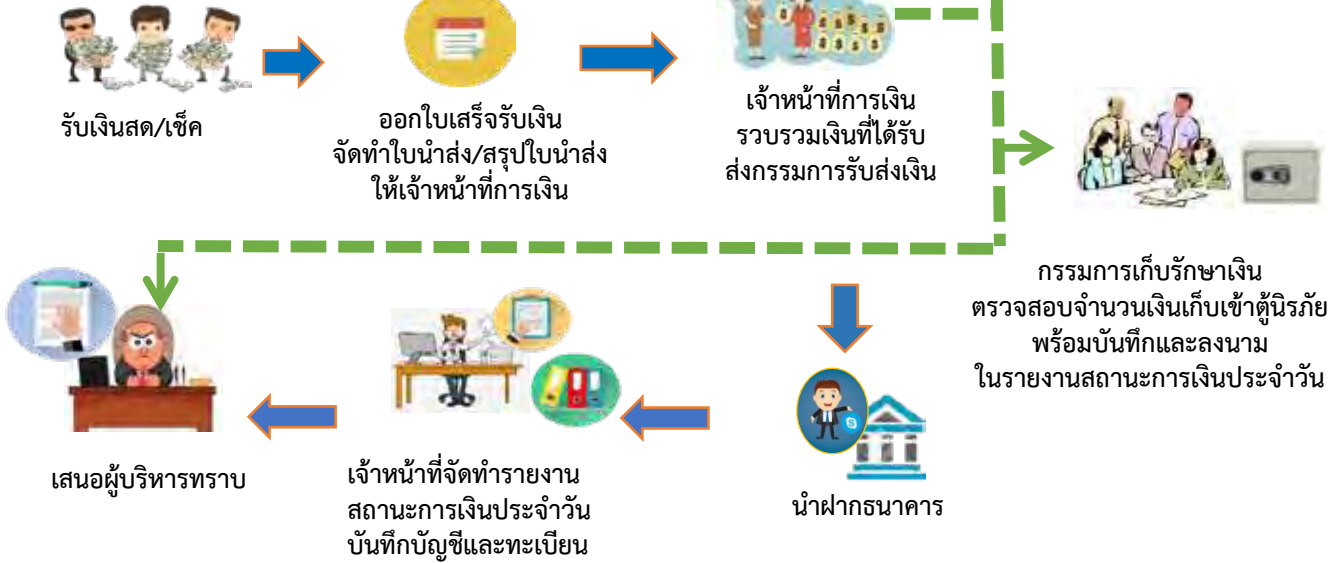 รับเงินสด/เช็ค
ออกใบเสร็จรับเงิน
จัดทำใบนำส่ง/สรุปใบนำส่ง
ให้เจ้าหน้าที่การเงิน
เจ้าหน้าที่การเงิน
รวบรวมเงินที่ได้รับ
ส่งกรรมการรับส่งเงิน
กรรมการเก็บรักษาเงิน
ตรวจสอบจำนวนเงินเก็บเข้าตู้นิรภัย
พร้อมบันทึกและลงนาม
ในรายงานสถานะการเงินประจำวัน
นำฝากธนาคาร
เจ้าหน้าที่จัดทำรายงาน
สถานะการเงินประจำวัน
บันทึกบัญชีและทะเบียน
เสนอผู้บริหารทราบ